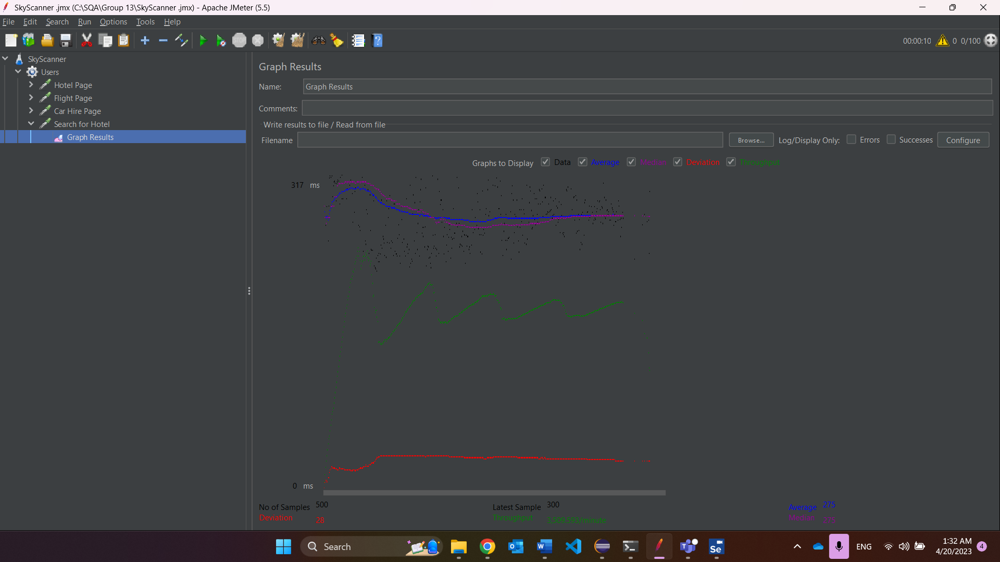 SkyScanner .jmx (C:\SQA\Group 13\SkyScanner .jmx) - Apache JMeter (5.5)
File Edit Search Run Options Tools Help
STOP 00:00:10 0 0/100
SkyScanner
Users
Hotel Page
Flight Page
Car Hire Page
Search for Hotel
Graph Results
Graph Results
Name: Graph Results
Comments:
Write results to file / Read from file
Filename Browse... Log/Display Only: Errors Successes Configure
Graphs to Display Data Average Median Deviation Throughput
317 ms
0 ms
No of Samples 500 Latest Sample 300 Average 275
Deviation 28 Throughput 3,509.593/minute Median 275
Search ENG 1:32 AM
4/20/2023 4